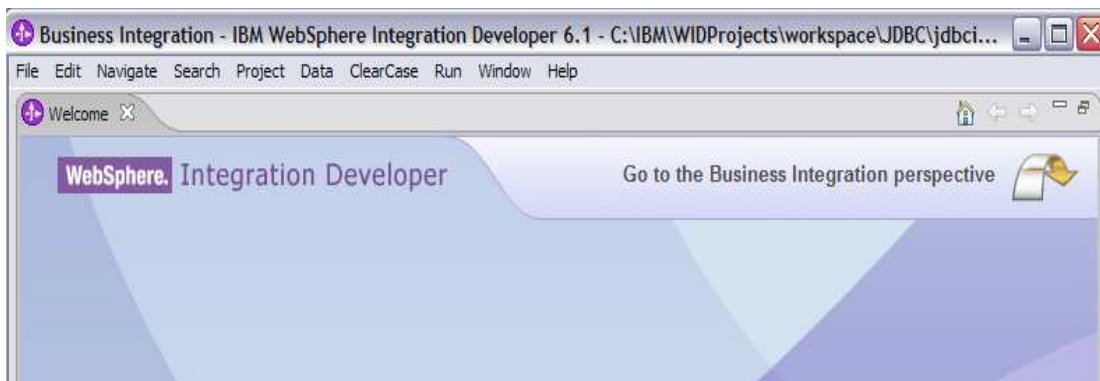 Business Integration - IBM WebSphere Integration Developer 6.1 - C:\IBM\WIDProjects\workspace\JDBC\jdbci...
File Edit Navigate Search Project Data ClearCase Run Window Help
Welcome
WebSphere. Integration Developer
Go to the Business Integration perspective